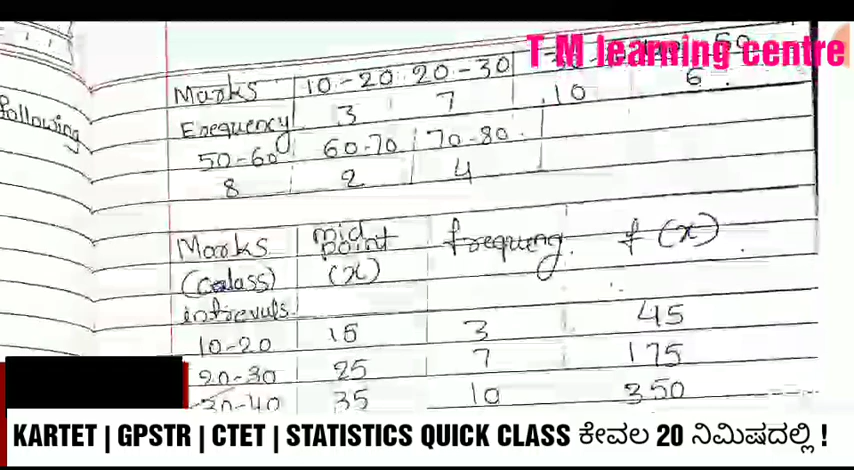 T-M learning centre
Marks 10-20 20-30
Frequency 3 7 10 6
50-60 60-70 70-80
8 2 4
following
Marks mid point frequency f(x)
(calass) (x)
intrevuls
10-20 15 3 45
20-30 25 7 175
30-40 35 10 350
KARTET | GPSTR | CTET | STATISTICS QUICK CLASS ಕೇವಲ 20 ನಿಮಿಷದಲ್ಲಿ !